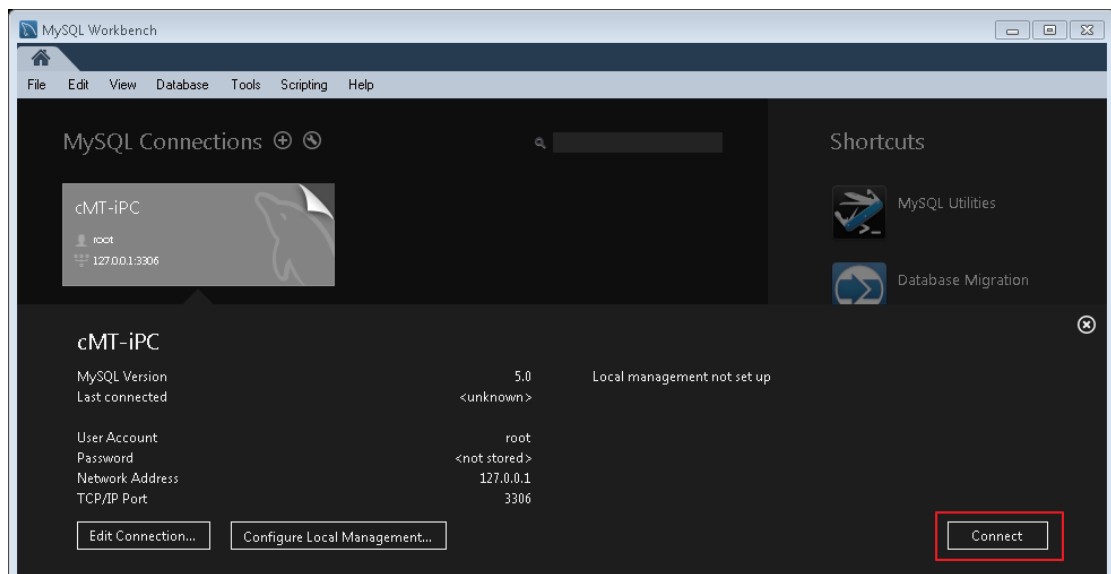 MySQL Workbench
File Edit View Database Tools Scripting Help
MySQL Connections
Shortcuts
cMT-iPC
root
127.0.0.1:3306
MySQL Utilities
Database Migration
cMT-iPC
MySQL Version 5.0 Local management not set up
Last connected <unknown>
User Account root
Password <not stored>
Network Address 127.0.0.1
TCP/IP Port 3306
Edit Connection... Configure Local Management... Connect